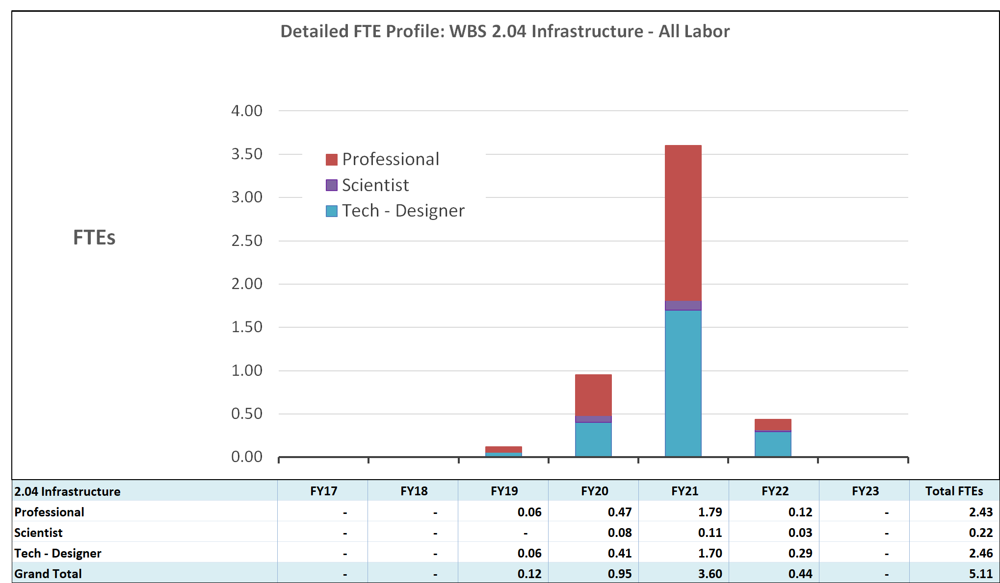 Detailed FTE Profile: WBS 2.04 Infrastructure - All Labor
4.00
3.50
3.00
2.50
2.00
1.50
1.00
0.50
0.00
Professional
Scientist
Tech - Designer
FTEs
2.04 Infrastructure FY17 FY18 FY19 FY20 FY21 FY22 FY23 Total FTEs
Professional - - 0.06 0.47 1.79 0.12 - 2.43
Scientist - - - 0.08 0.11 0.03 - 0.22
Tech - Designer - - 0.06 0.41 1.70 0.29 - 2.46
Grand Total - - 0.12 0.95 3.60 0.44 - 5.11